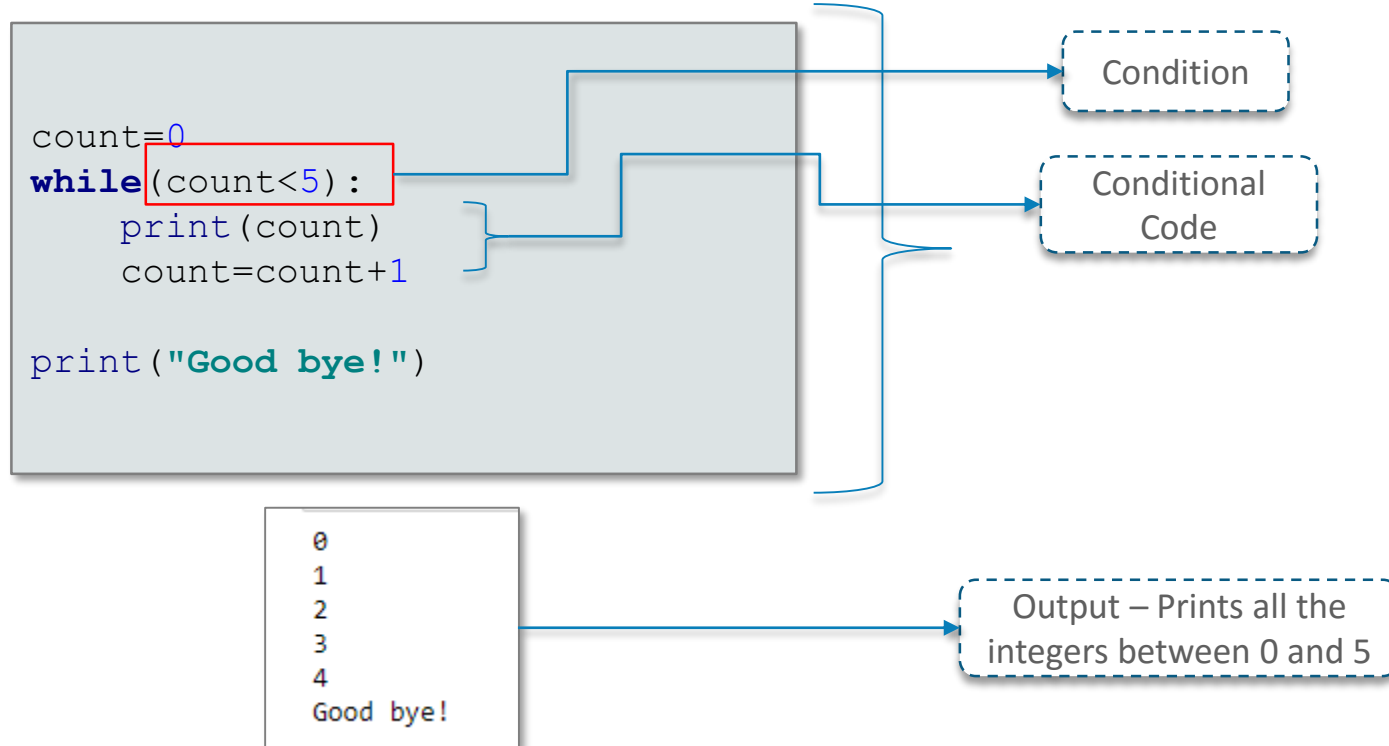 count=0
while(count<5):
    print(count)
    count=count+1
print("Good bye!")
Condition
Conditional
Code
0
1
2
3
4
Good bye!
Output – Prints all the
integers between 0 and 5